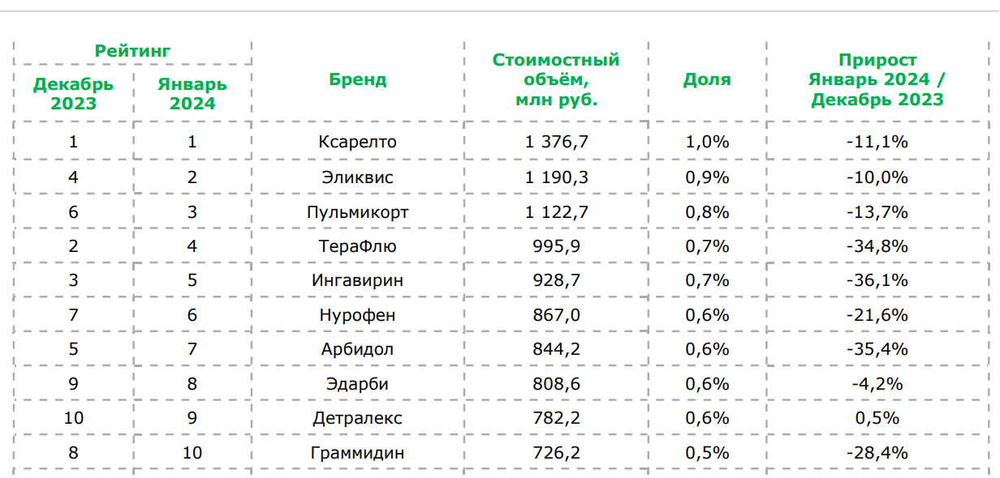 Рейтинг
Декабрь 2023
Январь 2024
Бренд
Стоимостный объём, млн руб.
Доля
Прирост Январь 2024 / Декабрь 2023
1 1 Ксарелто 1 376,7 1,0% -11,1%
4 2 Эликвис 1 190,3 0,9% -10,0%
6 3 Пульмикорт 1 122,7 0,8% -13,7%
2 4 ТераФлю 995,9 0,7% -34,8%
3 5 Ингавирин 928,7 0,7% -36,1%
7 6 Нурофен 867,0 0,6% -21,6%
5 7 Арбидол 844,2 0,6% -35,4%
9 8 Эдарби 808,6 0,6% -4,2%
10 9 Детралекс 782,2 0,6% 0,5%
8 10 Граммидин 726,2 0,5% -28,4%